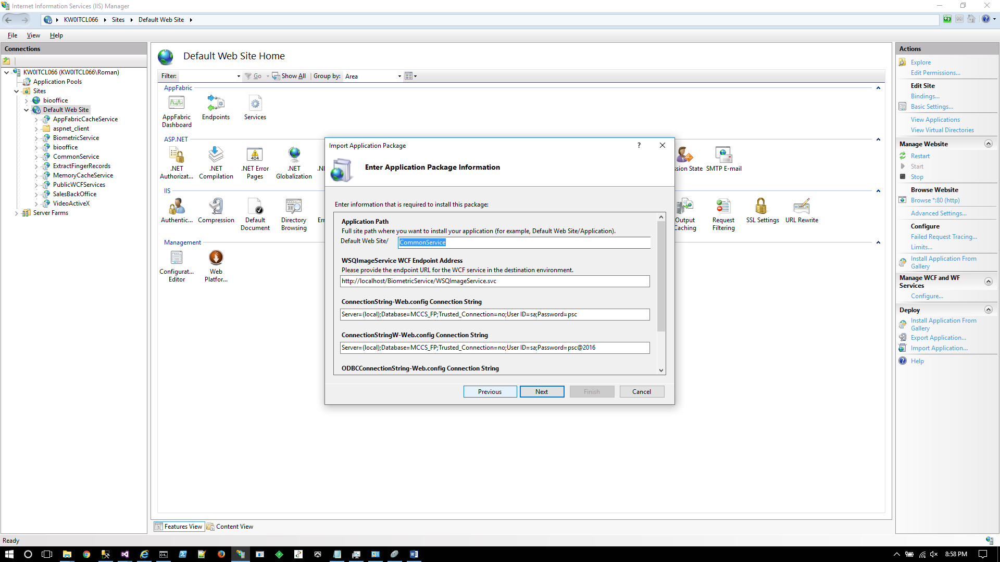 Internet Information Services (IIS) Manager
KW0ITCL066
Sites
Default Web Site
File
View
Help
Connections
KW0ITCL066 (KW0ITCL066\Roman)
Application Pools
Sites
biooffice
Default Web Site
AppFabricCacheService
aspnet_client
BiometricService
biooffice
CommonService
ExtractFingerRecords
MemoryCacheService
PublicWCFServices
SalesBackOffice
VideoActiveX
Server Farms
Default Web Site Home
Filter:
Go
Show All
Group by:
Area
AppFabric
AppFabric
Dashboard
Endpoints
Services
ASP.NET
.NET
Authorizat...
.NET
Compilation
.NET Error
Pages
404
.NET
Globalization
ssion State
SMTP E-mail
IIS
Authentic...
Compression
Default
Document
Directory
Browsing
Output
Caching
Request
Filtering
SSL Settings
URL Rewrite
Management
Configurat...
Editor
Web
Platfor...
Import Application Package
?
Enter Application Package Information
Enter information that is required to install this package:
Application Path
Full site path where you want to install your application (for example, Default Web Site/Application).
Default Web Site/
CommonService
WSQImageService WCF Endpoint Address
Please provide the endpoint URL for the WCF service in the destination environment.
http://localhost/BiometricService/WSQImageService.svc
ConnectionString-Web.config Connection String
Server=(local);Database=MCCS_FP;Trusted_Connection=no;User ID=sa;Password=psc
ConnectionStringW-Web.config Connection String
Server=(local);Database=MCCS_FP;Trusted_Connection=no;User ID=sa;Password=psc@2016
ODBCConnectionString-Web.config Connection String
Previous
Next
Finish
Cancel
Actions
Explore
Edit Permissions...
Edit Site
Bindings...
Basic Settings...
View Applications
View Virtual Directories
Manage Website
Restart
Start
Stop
Browse Website
Browse *:80 (http)
Advanced Settings...
Configure
Failed Request Tracing...
Limits...
Install Application From
Gallery
Manage WCF and WF
Services
Configure...
Deploy
Install Application From
Gallery
Export Application...
Import Application...
Help
Features View
Content View
Ready
8:58 PM